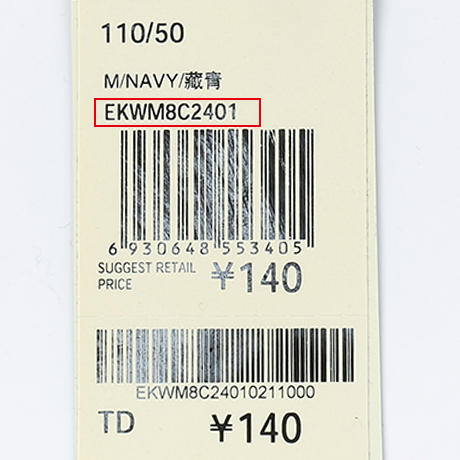 110/50
M/NAVY/藏青
EKWM8C2401
6 930648 553405
SUGGEST RETAIL
PRICE
¥140
EKWM8C24010211000
TD ¥140